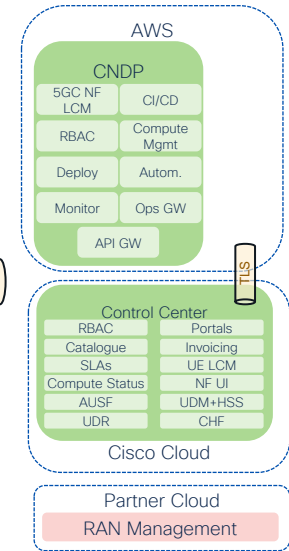 AWS
CNDP
5GC NF
LCM
CI/CD
RBAC
Compute
Mgmt
Deploy
Autom.
Monitor
Ops GW
API GW
TLS
Control Center
RBAC
Portals
Catalogue
Invoicing
SLAs
UE LCM
Compute Status
NF UI
AUSF
UDM+HSS
UDR
CHF
Cisco Cloud
Partner Cloud
RAN Management